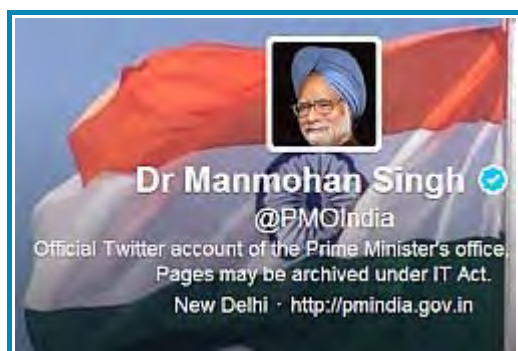 Dr Manmohan Singh
@PMOIndia
Official Twitter account of the Prime Minister's office.
Pages may be archived under IT Act.
New Delhi · http://pmindia.gov.in